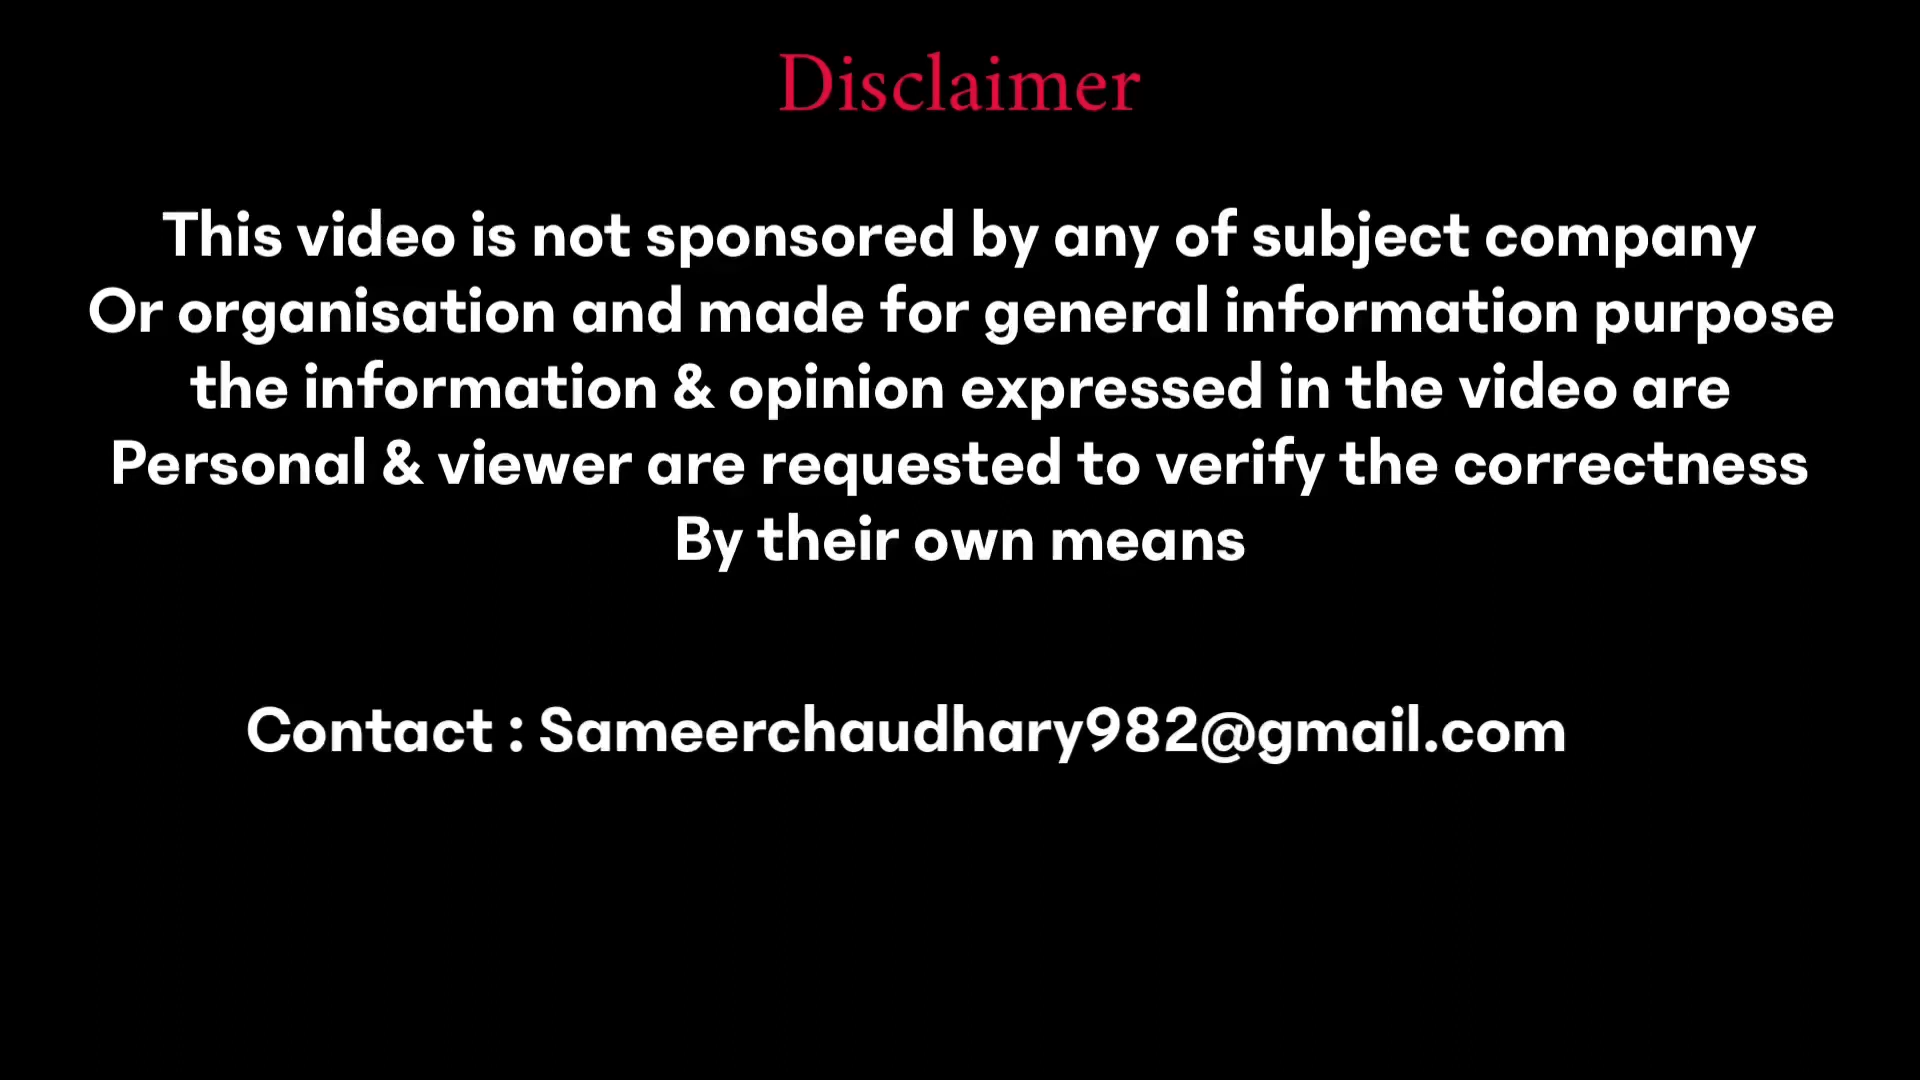 Disclaimer
This video is not sponsored by any of subject company
Or organisation and made for general information purpose
the information & opinion expressed in the video are
Personal & viewer are requested to verify the correctness
By their own means
Contact : Sameerchaudhary982@gmail.com